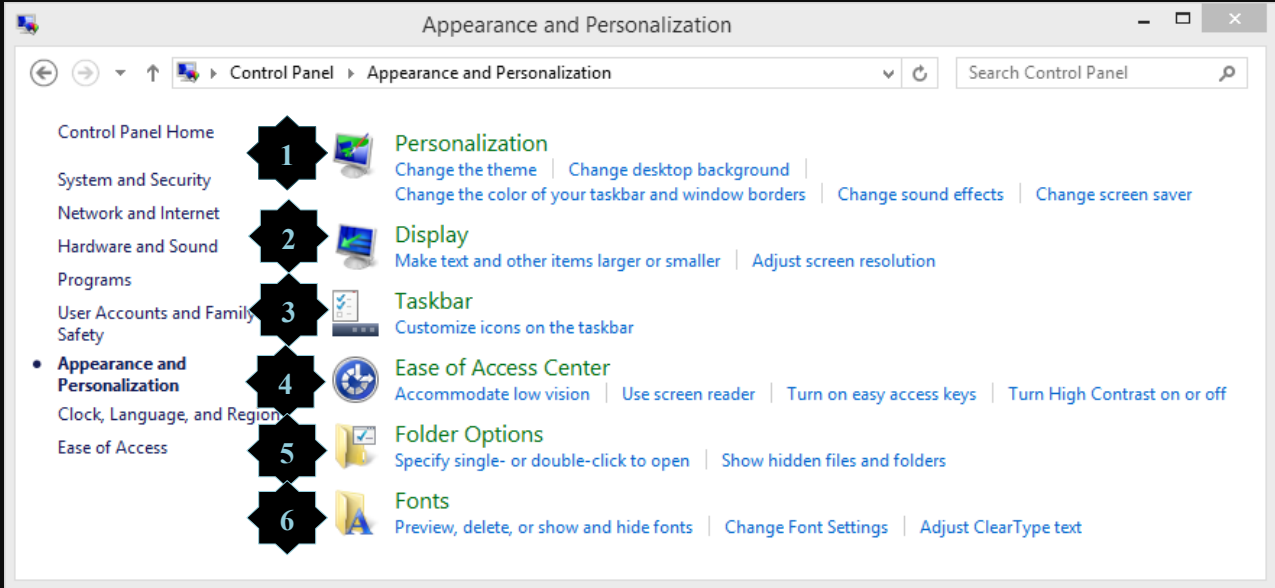 Appearance and Personalization
Control Panel Appearance and Personalization
Search Control Panel
Control Panel Home
System and Security
Network and Internet
Hardware and Sound
Programs
User Accounts and Family
Safety
Appearance and
Personalization
Clock, Language, and Region
Ease of Access
1
Personalization
Change the theme Change desktop background
Change the color of your taskbar and window borders Change sound effects Change screen saver
2
Display
Make text and other items larger or smaller Adjust screen resolution
3
Taskbar
Customize icons on the taskbar
4
Ease of Access Center
Accommodate low vision Use screen reader Turn on easy access keys Turn High Contrast on or off
5
Folder Options
Specify single- or double-click to open Show hidden files and folders
6
Fonts
Preview, delete, or show and hide fonts Change Font Settings Adjust ClearType text